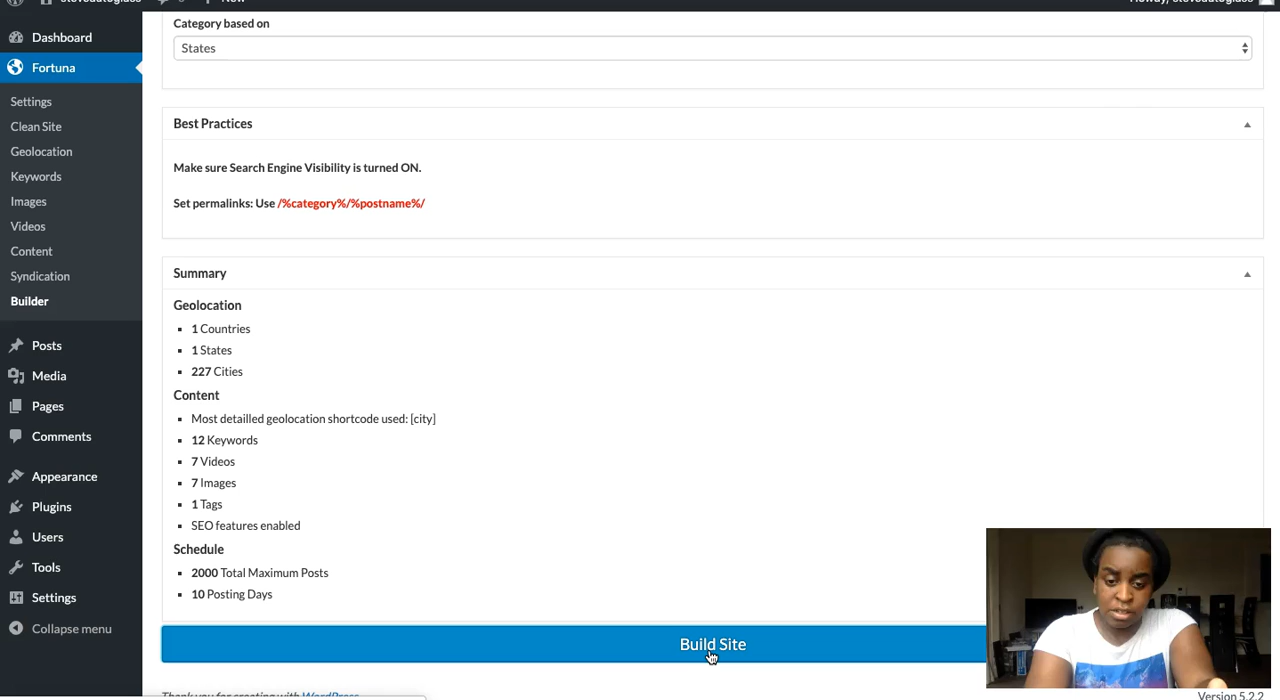 New
Dashboard
Fortuna
Settings
Clean Site
Geolocation
Keywords
Images
Videos
Content
Syndication
Builder
Posts
Media
Pages
Comments
Appearance
Plugins
Users
Tools
Settings
Collapse menu
Category based on
States
Best Practices
Make sure Search Engine Visibility is turned ON.
Set permalinks: Use /%category%/%postname%/
Summary
Geolocation
1 Countries
1 States
227 Cities
Content
Most detailled geolocation shortcode used: [city]
12 Keywords
7 Videos
7 Images
1 Tags
SEO features enabled
Schedule
2000 Total Maximum Posts
10 Posting Days
Build Site
Thank you for creating with WordPress
Version 5.2.2